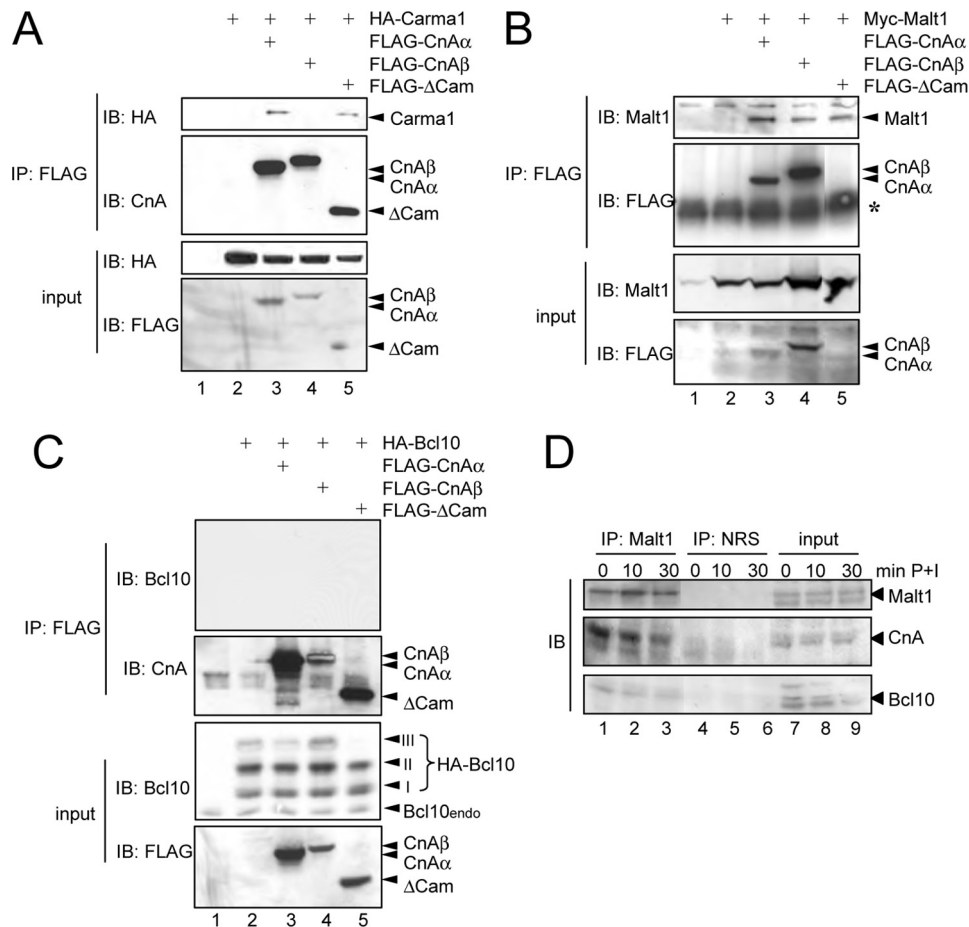 A
+ + + + HA-Carma1
+ FLAG-CnAα
+ FLAG-CnAβ
+ FLAG-ΔCam
IP: FLAG
IB: HA
Carma1
IB: CnA
CnAβ
CnAα
ΔCam
input
IB: HA
IB: FLAG
CnAβ
CnAα
ΔCam
1 2 3 4 5
B
+ + + + Myc-Malt1
+ FLAG-CnAα
+ FLAG-CnAβ
+ FLAG-ΔCam
IP: FLAG
IB: Malt1
Malt1
IB: FLAG
CnAβ
CnAα
*
input
IB: Malt1
IB: FLAG
CnAβ
CnAα
1 2 3 4 5
C
+ + + + HA-Bcl10
+ FLAG-CnAα
+ FLAG-CnAβ
+ FLAG-ΔCam
IP: FLAG
IB: Bcl10
IB: CnA
CnAβ
CnAα
ΔCam
input
IB: Bcl10
III
II
I
HA-Bcl10
Bcl10endo
IB: FLAG
CnAβ
CnAα
ΔCam
1 2 3 4 5
D
IP: Malt1 IP: NRS input
0 10 30 0 10 30 0 10 30 min P+I
IB
Malt1
CnA
Bcl10
1 2 3 4 5 6 7 8 9